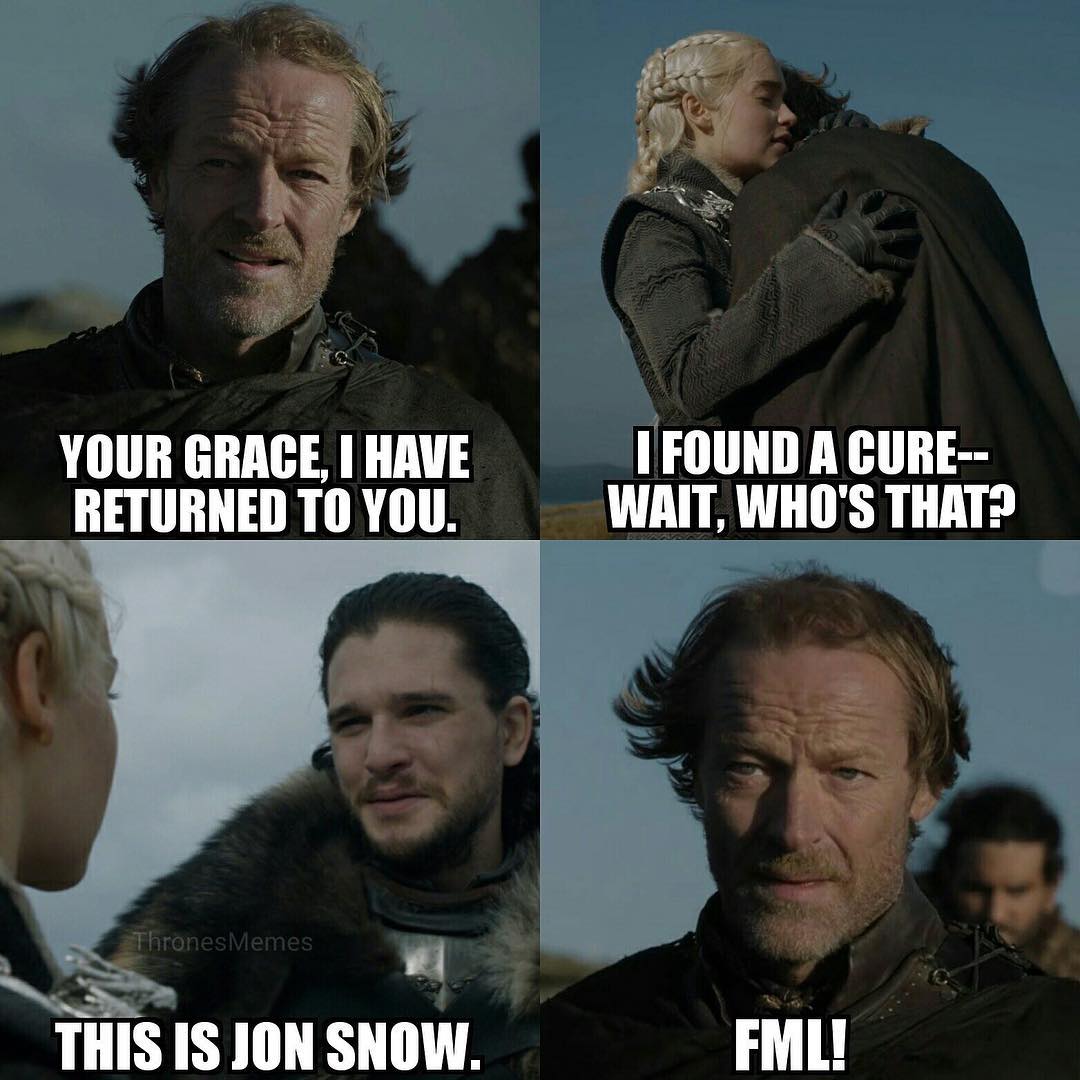 YOUR GRACE, I HAVE
RETURNED TO YOU.
I FOUND A CURE--
WAIT, WHO'S THAT?
ThronesMemes
THIS IS JON SNOW.
FML!